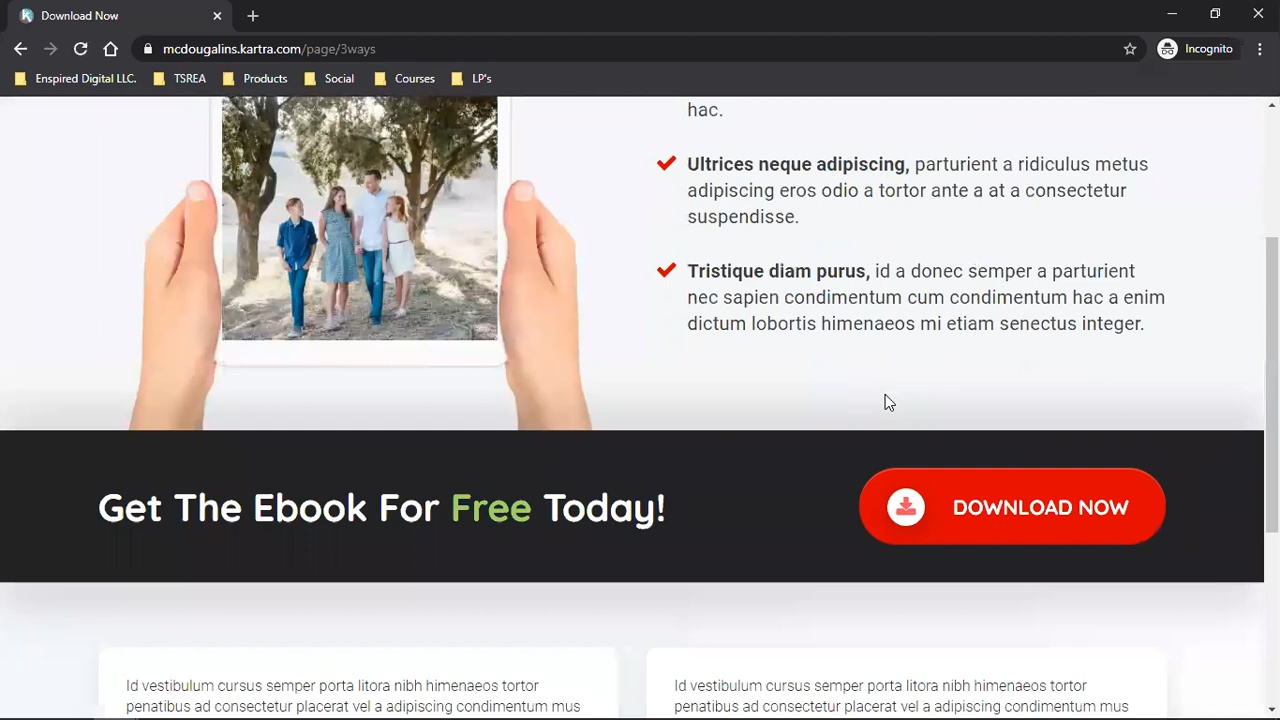 Download Now
mcdougalins.kartra.com/page/3ways
Incognito
Enspired Digital LLC.
TSREA
Products
Social
Courses
LP's
hac.
Ultrices neque adipiscing, parturient a ridiculus metus
adipiscing eros odio a tortor ante a at a consectetur
suspendisse.
Tristique diam purus, id a donec semper a parturient
nec sapien condimentum cum condimentum hac a enim
dictum lobortis himenaeos mi etiam senectus integer.
Get The Ebook For Free Today!
DOWNLOAD NOW
Id vestibulum cursus semper porta litora nibh himenaeos tortor
penatibus ad consectetur placerat vel a adipiscing condimentum mus
Id vestibulum cursus semper porta litora nibh himenaeos tortor
penatibus ad consectetur placerat vel a adipiscing condimentum mus